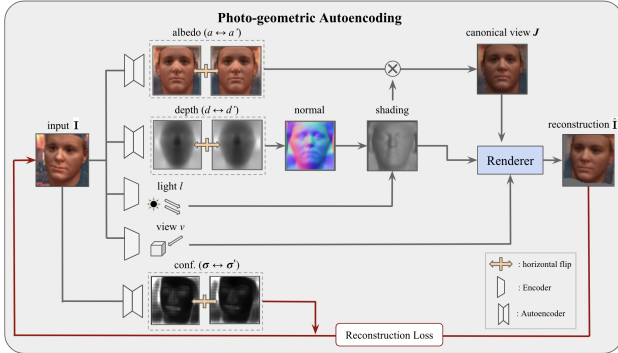 Photo-geometric Autoencoding
albedo (a ↔ a′)
canonical view J
depth (d ↔ d′)
normal
shading
input I
reconstruction Î
Renderer
light l
view v
conf. (σ ↔ σ′)
: horizontal flip
: Encoder
: Autoencoder
Reconstruction Loss